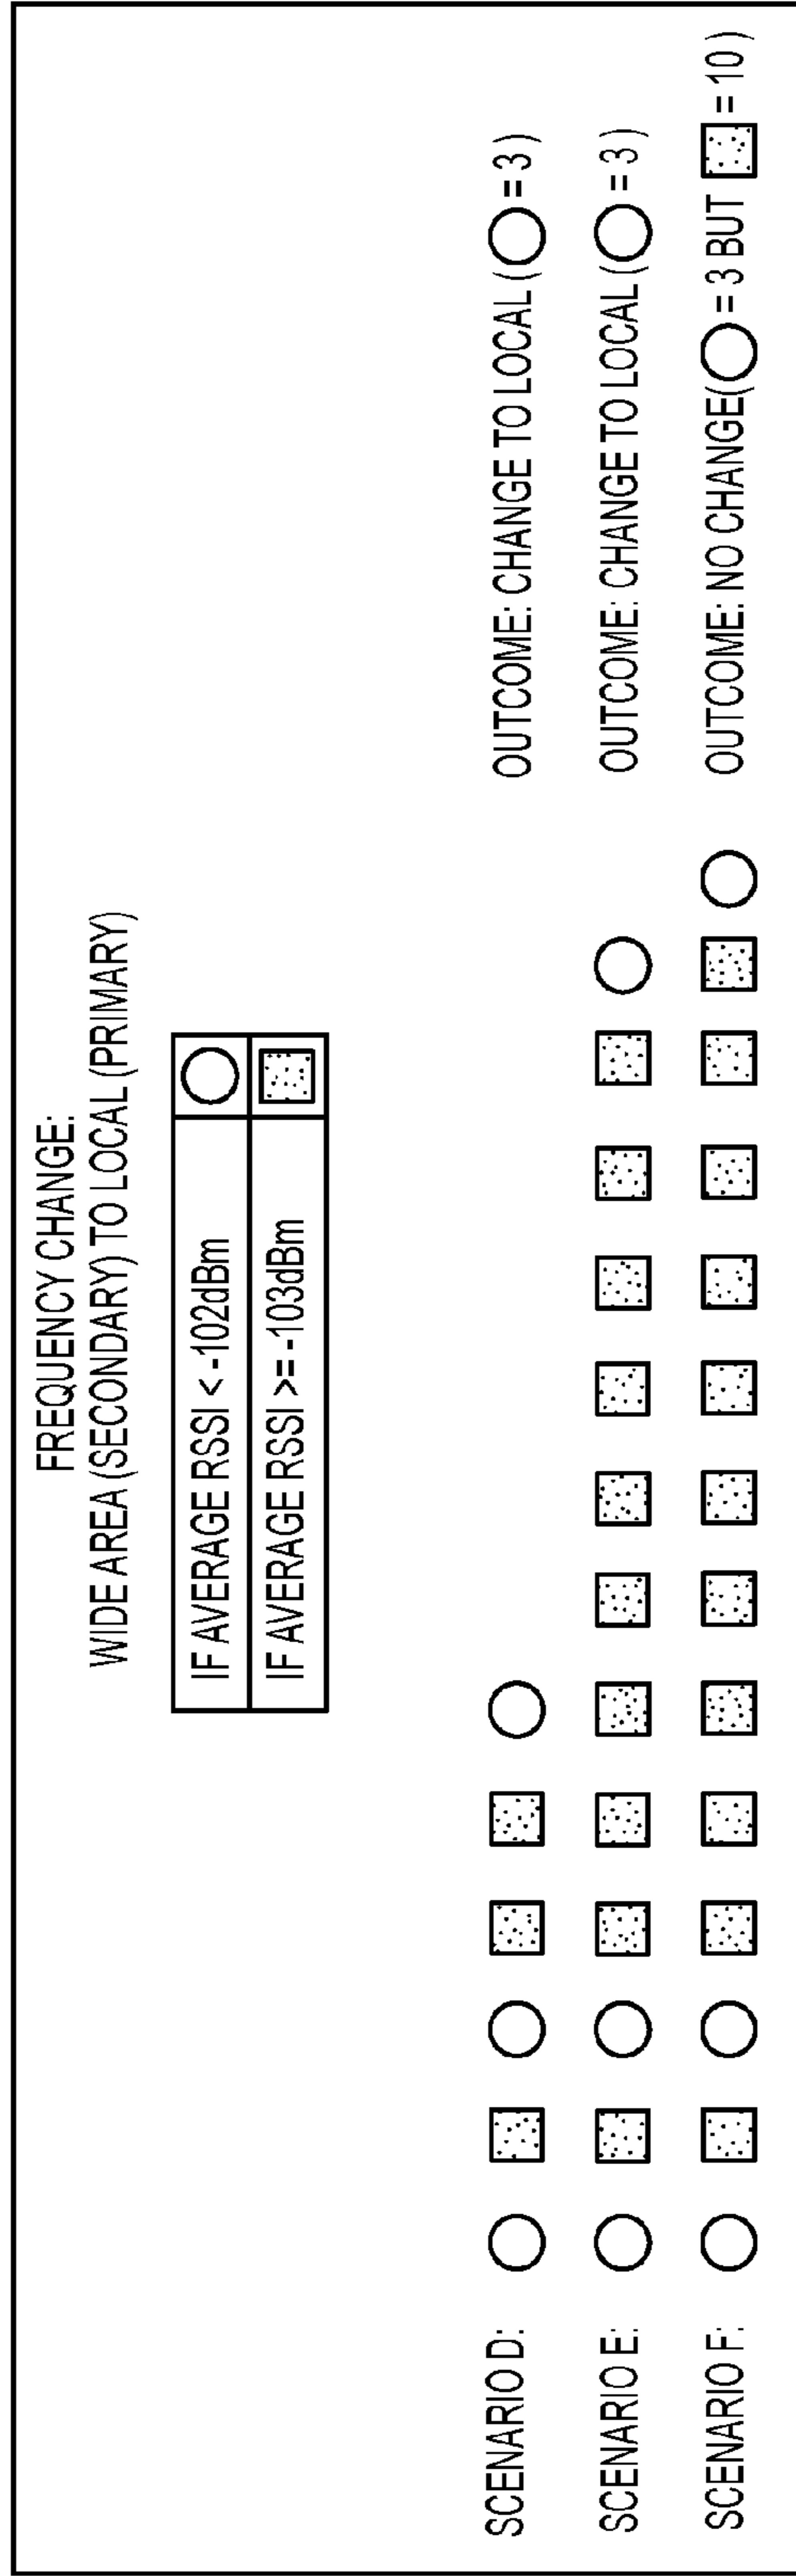 FREQUENCY CHANGE:
WIDE AREA (SECONDARY) TO LOCAL (PRIMARY)
IF AVERAGE RSSI < -102dBm
IF AVERAGE RSSI >= -103dBm
SCENARIO D: OUTCOME: CHANGE TO LOCAL ( = 3 )
SCENARIO E: OUTCOME: CHANGE TO LOCAL ( = 3 )
SCENARIO F: OUTCOME: NO CHANGE( = 3 BUT = 10 )